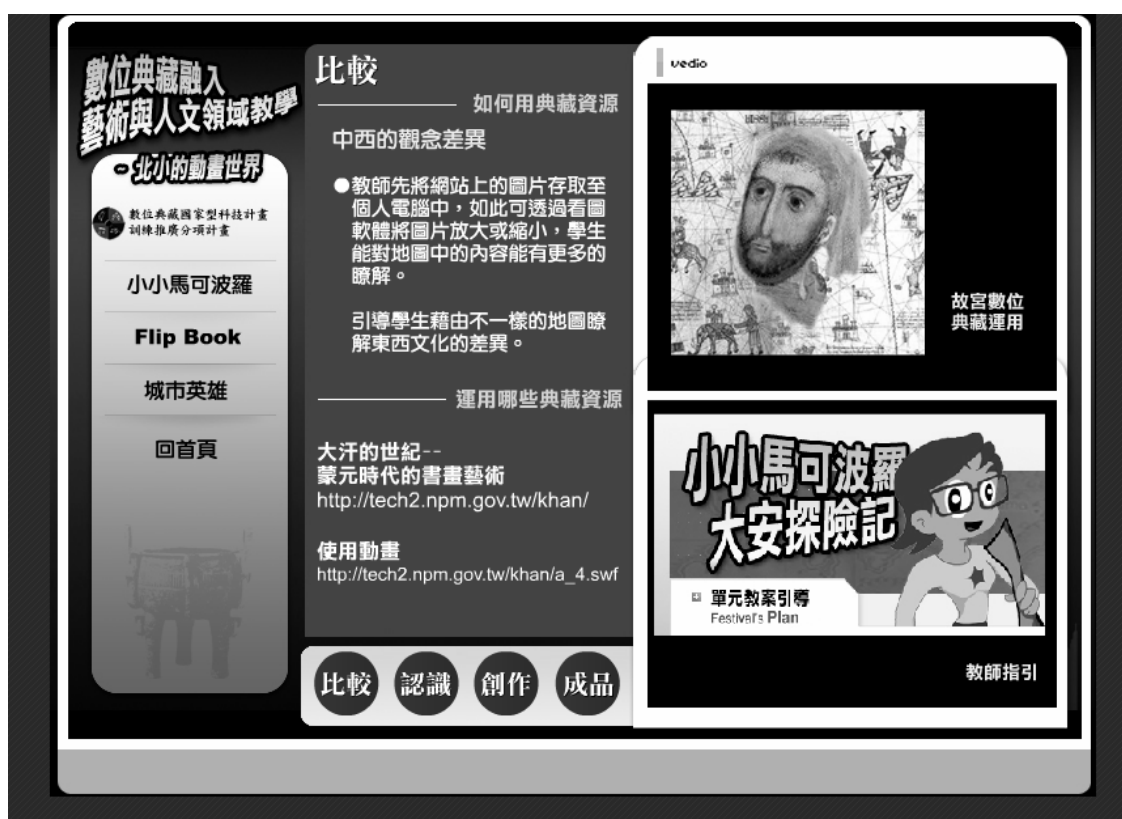 數位典藏融入
藝術與人文領域教學
北小的動畫世界
數位典藏國家型科技計畫
訓練推廣分項計畫
小小馬可波羅
Flip Book
城市英雄
回首頁
比較
如何用典藏資源
中西的觀念差異
●教師先將網站上的圖片存取至
個人電腦中，如此可透過看圖
軟體將圖片放大或縮小，學生
能對地圖中的內容能有更多的
瞭解。
引導學生藉由不一樣的地圖瞭
解東西文化的差異。
運用哪些典藏資源
大汗的世紀--
蒙元時代的書畫藝術
http://tech2.npm.gov.tw/khan/
使用動畫
http://tech2.npm.gov.tw/khan/a_4.swf
比較
認識
創作
成品
vedio
故宮數位
典藏運用
小小馬可波羅
大安探險記
單元教案引導
Festival's Plan
教師指引